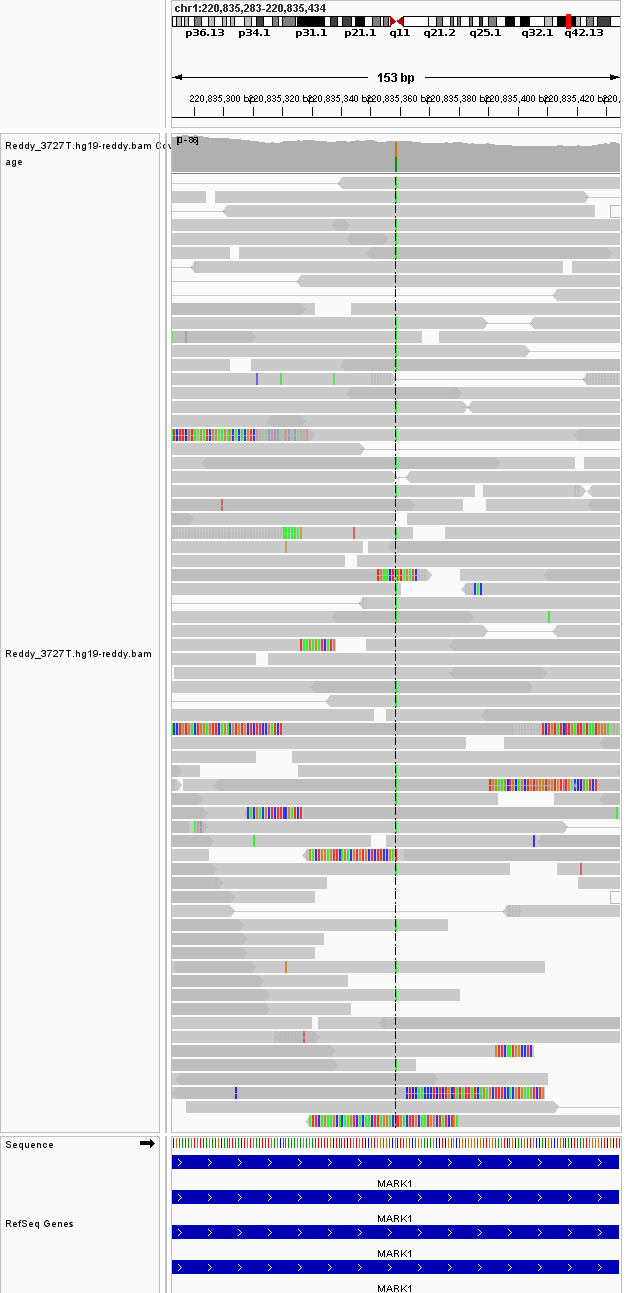 chr1:220,835,283-220,835,434
p36.13 p34.1 p31.1 p21.1 q11 q21.2 q25.1 q32.1 q42.13
153 bp
220,835,300 bp 220,835,320 bp 220,835,340 bp 220,835,360 bp 220,835,380 bp 220,835,400 bp 220,835,420 bp 220,
Reddy_3727T.hg19-reddy.bam Cov
age
Reddy_3727T.hg19-reddy.bam
Sequence
MARK1
MARK1
RefSeq Genes
MARK1
MARK1